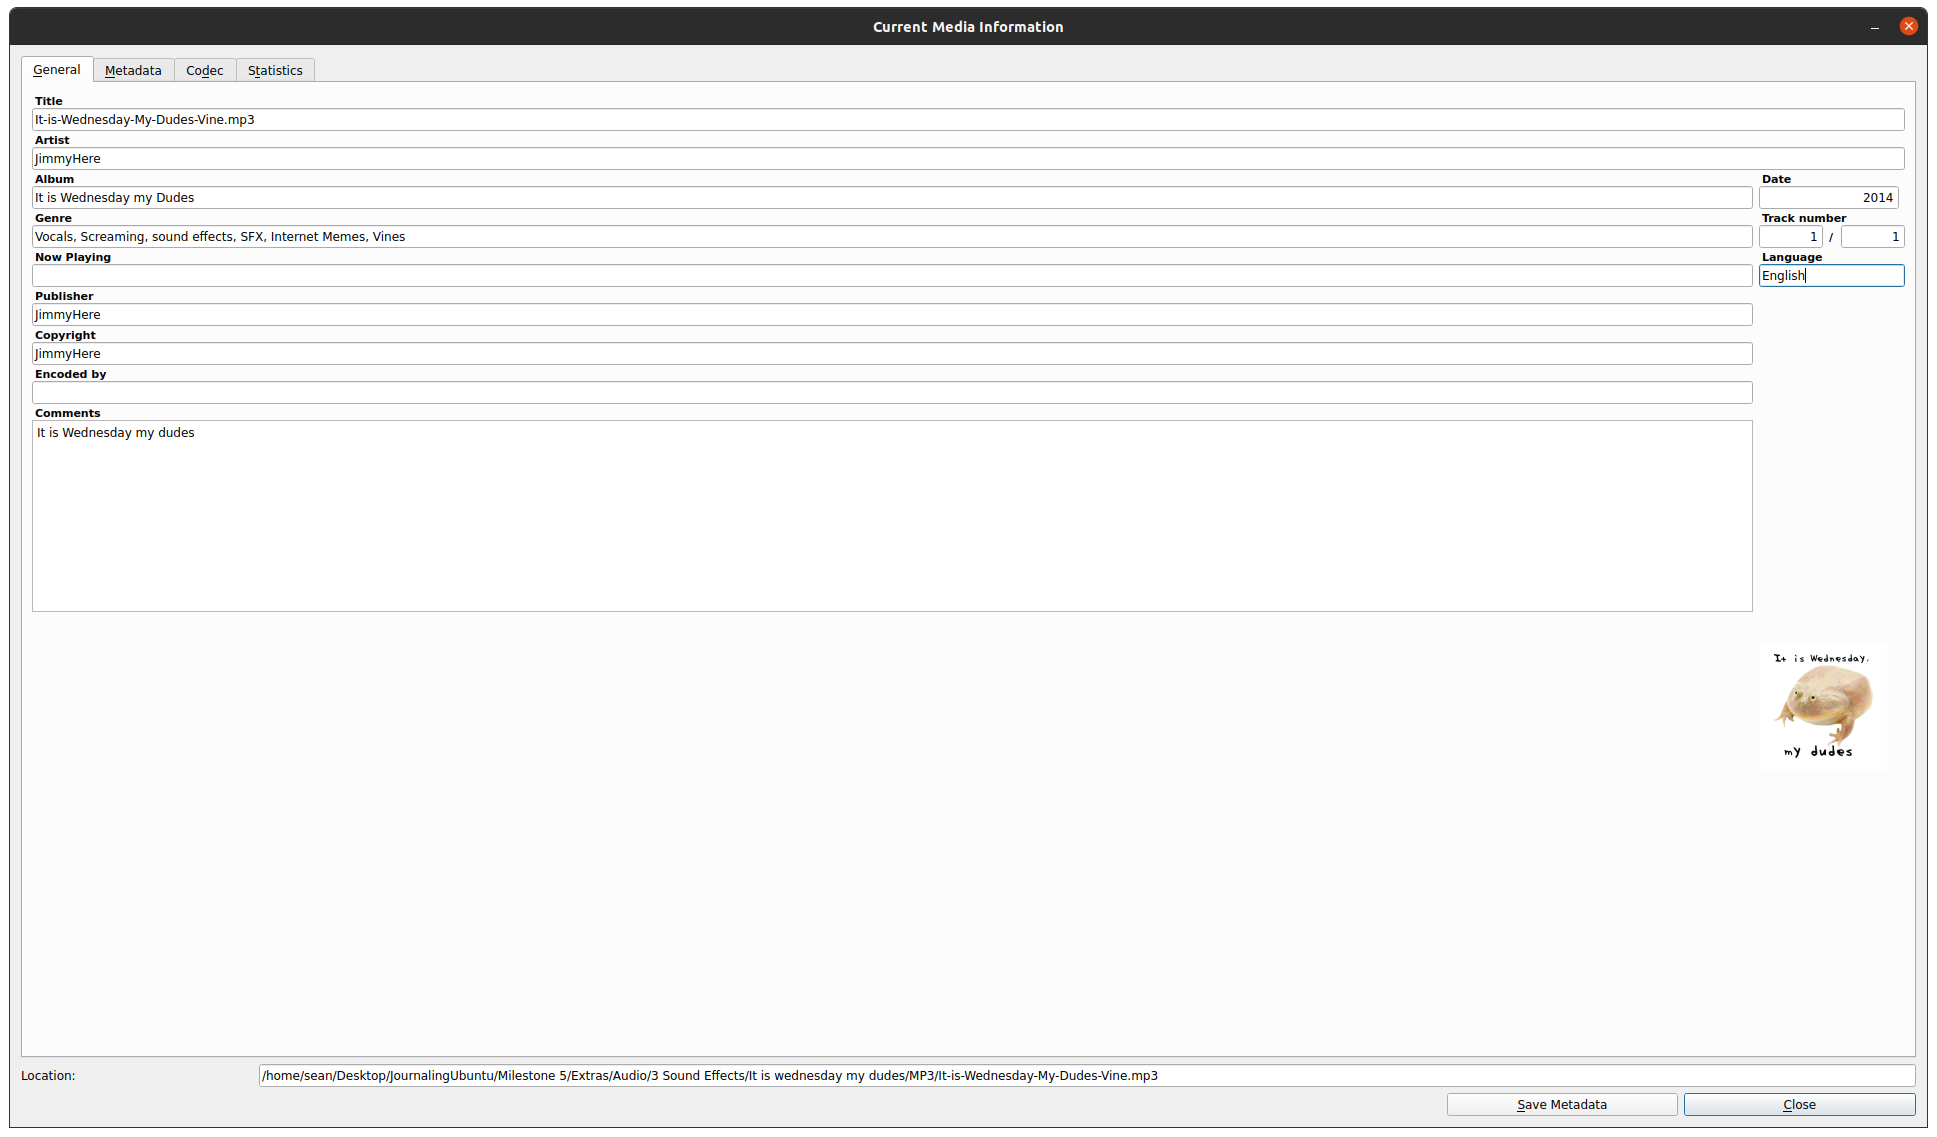 Current Media Information
General Metadata Codec Statistics
Title
It-is-Wednesday-My-Dudes-Vine.mp3
Artist
JimmyHere
Album Date
It is Wednesday my Dudes 2014
Genre Track number
Vocals, Screaming, sound effects, SFX, Internet Memes, Vines 1 / 1
Now Playing Language
English
Publisher
JimmyHere
Copyright
JimmyHere
Encoded by
Comments
It is Wednesday my dudes
It is Wednesday,
my dudes
Location: /home/sean/Desktop/JournalingUbuntu/Milestone 5/Extras/Audio/3 Sound Effects/It is wednesday my dudes/MP3/It-is-Wednesday-My-Dudes-Vine.mp3
Save Metadata Close